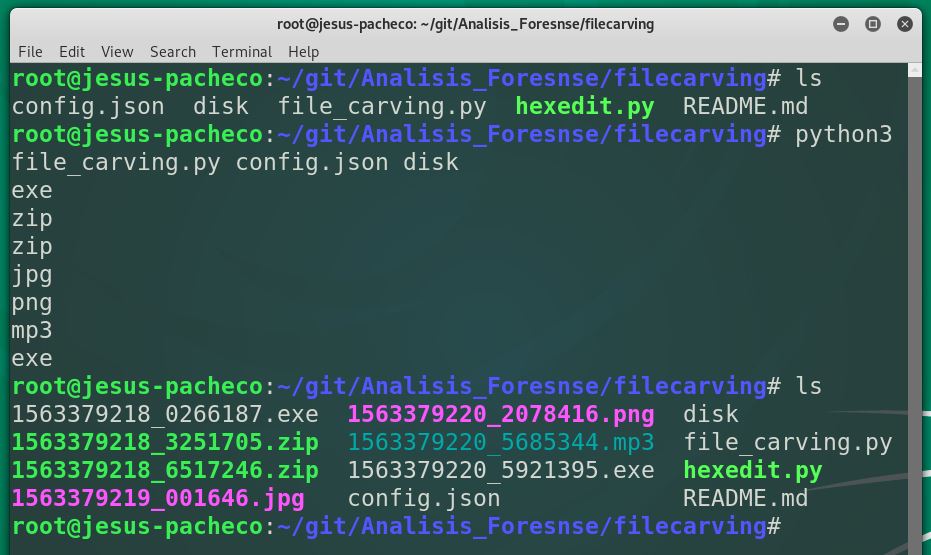 root@jesus-pacheco: ~/git/Analisis_Foresnse/filecarving
File Edit View Search Terminal Help
root@jesus-pacheco:~/git/Analisis_Foresnse/filecarving# ls
config.json disk file_carving.py hexedit.py README.md
root@jesus-pacheco:~/git/Analisis_Foresnse/filecarving# python3
file_carving.py config.json disk
exe
zip
zip
jpg
png
mp3
exe
root@jesus-pacheco:~/git/Analisis_Foresnse/filecarving# ls
1563379218_0266187.exe 1563379220_2078416.png disk
1563379218_3251705.zip 1563379220_5685344.mp3 file_carving.py
1563379218_6517246.zip 1563379220_5921395.exe hexedit.py
1563379219_001646.jpg config.json README.md
root@jesus-pacheco:~/git/Analisis_Foresnse/filecarving#